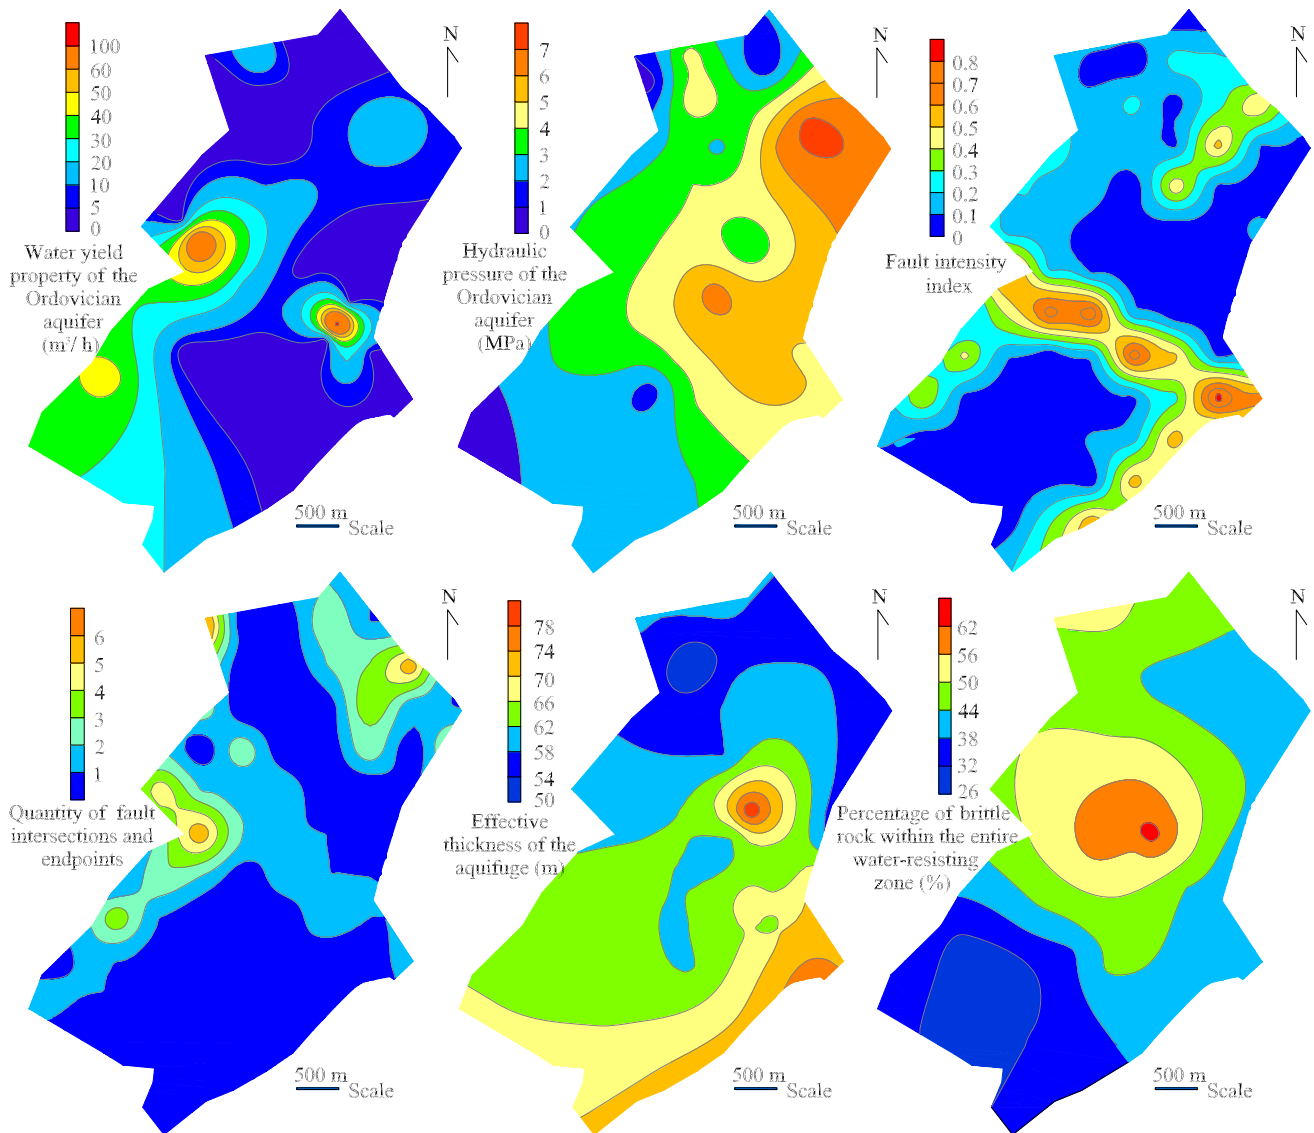 N
100
60
50
40
30
20
10
5
0
Water yield
property of the
Ordovician
aquifer
(m³/ h)
500 m
Scale
N
7
6
5
4
3
2
1
0
Hydraulic
pressure of the
Ordovician
aquifer
(MPa)
500 m
Scale
N
0.8
0.7
0.6
0.5
0.4
0.3
0.2
0.1
0
Fault intensity
index
500 m
Scale
N
6
5
4
3
2
1
Quantity of fault
intersections and
endpoints
500 m
Scale
N
78
74
70
66
62
58
54
50
Effective
thickness of the
aquifuge (m)
500 m
Scale
N
62
56
50
44
38
32
26
Percentage of brittle
rock within the entire
water-resisting
zone (%)
500 m
Scale